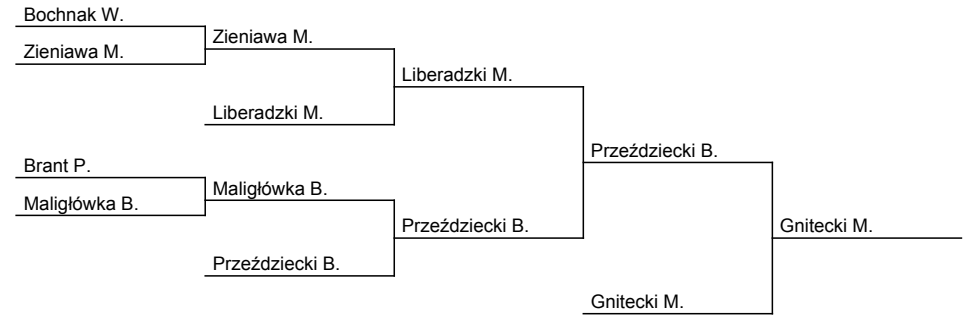 Bochnak W.
Zieniawa M.
Zieniawa M.
Liberadzki M.
Liberadzki M.
Brant P.
Maligłówka B.
Maligłówka B.
Przeździecki B.
Przeździecki B.
Przeździecki B.
Gnitecki M.
Gnitecki M.